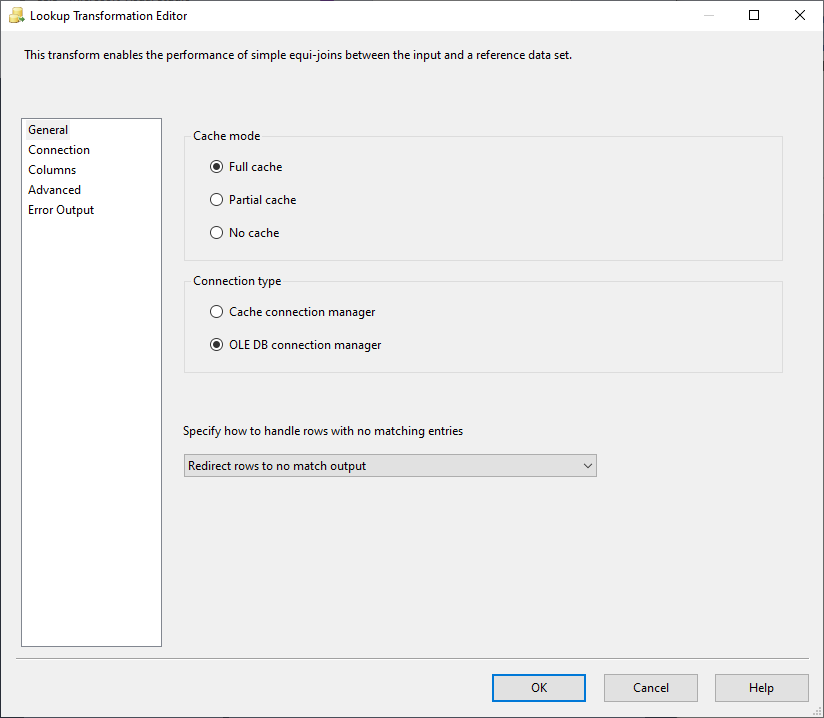 Lookup Transformation Editor
This transform enables the performance of simple equi-joins between the input and a reference data set.
General
Connection
Columns
Advanced
Error Output
Cache mode
Full cache
Partial cache
No cache
Connection type
Cache connection manager
OLE DB connection manager
Specify how to handle rows with no matching entries
Redirect rows to no match output
OK
Cancel
Help